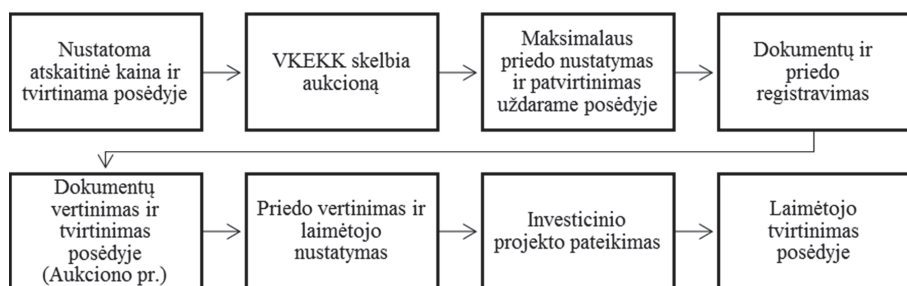 Nustatoma
atskaitinė kaina ir
tvirtinama posėdyje
VKEKK skelbia
aukcioną
Maksimalaus
priedo nustatymas
ir patvirtinimas
uždarame posėdyje
Dokumentų ir
priedo
registravimas
Dokumentų
vertinimas ir
tvirtinimas
posėdyje
(Aukciono pr.)
Priedo vertinimas ir
laimėtojo
nustatymas
Investicinio
projekto pateikimas
Laimėtojo
tvirtinimas
posėdyje